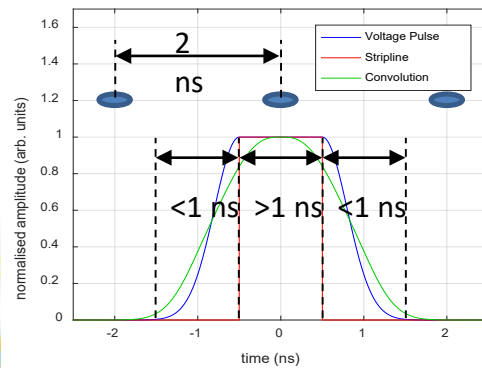 1.6
1.4
1.2
1
0.8
0.6
0.4
0.2
0
normalised amplitude (arb. units)
2
ns
Voltage Pulse
Stripline
Convolution
<1 ns >1 ns <1 ns
-2 -1 0 1 2
time (ns)